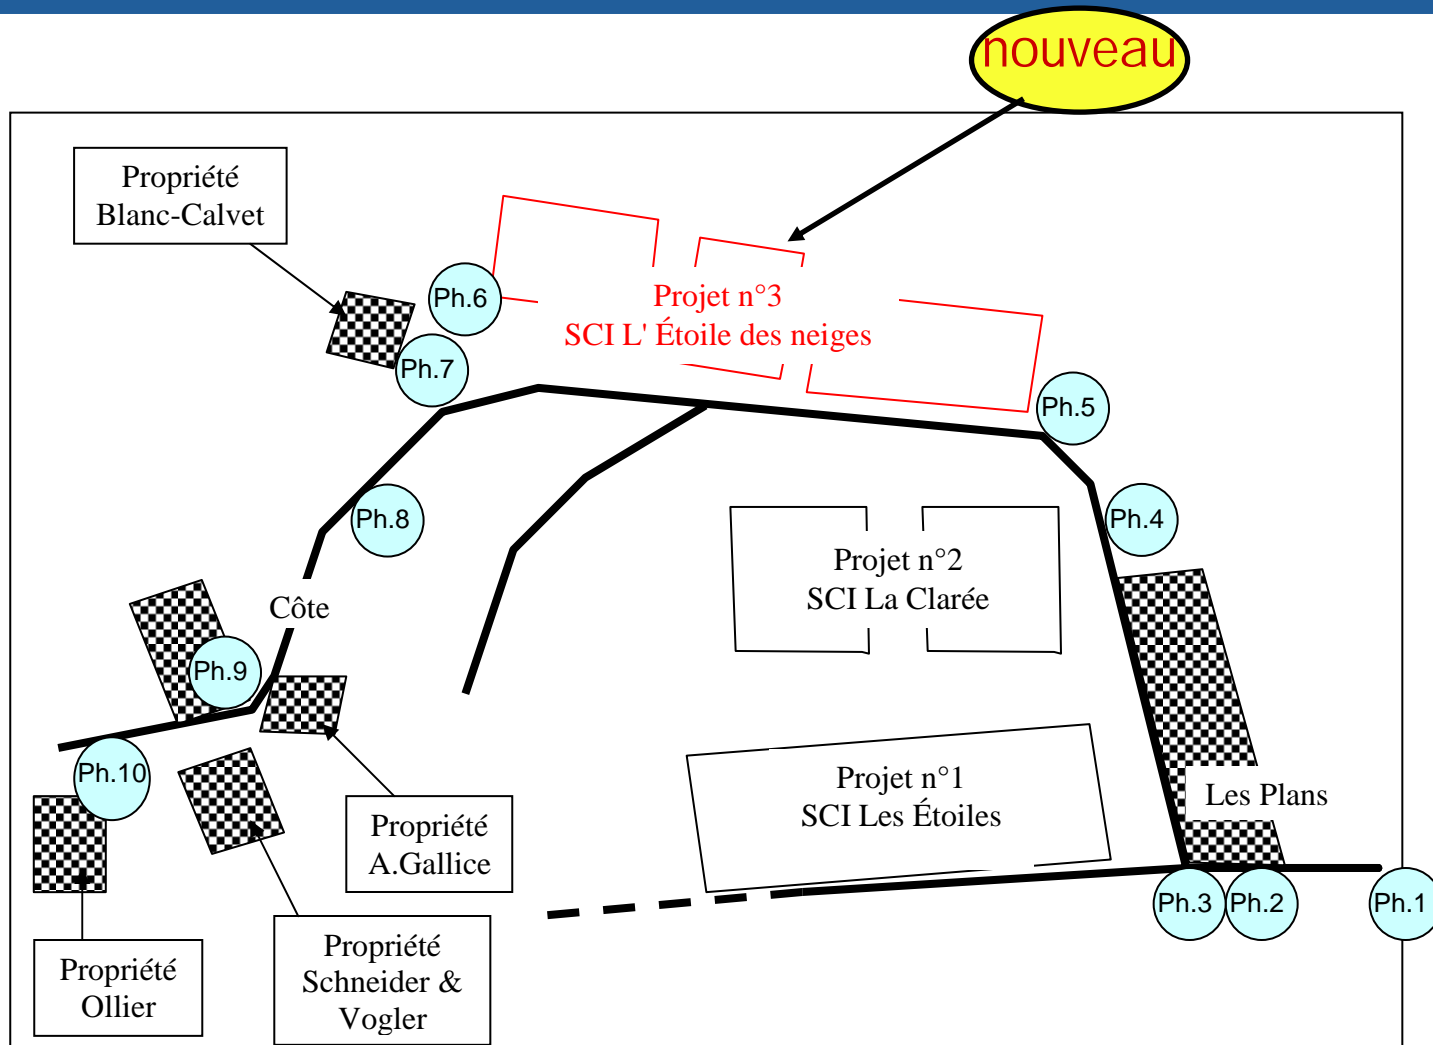 nouveau
Propriété
Blanc-Calvet
Ph.6
Projet n°3
SCI L' Étoile des neiges
Ph.7
Ph.5
Ph.8
Ph.4
Projet n°2
SCI La Clarée
Côte
Ph.9
Ph.10
Projet n°1
SCI Les Étoiles
Les Plans
Propriété
A.Gallice
Ph.3
Ph.2
Ph.1
Propriété
Schneider &
Vogler
Propriété
Ollier